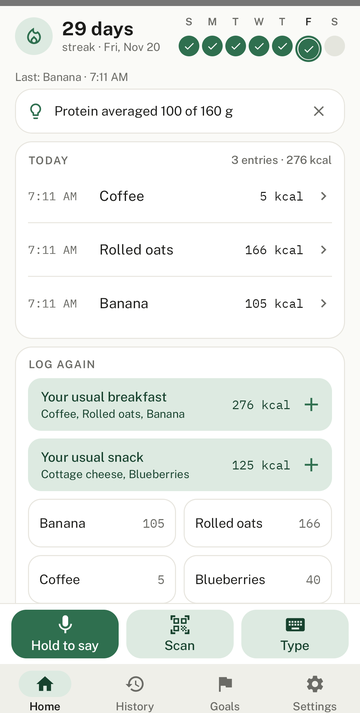 29 days
streak · Fri, Nov 20
S M T W T F S
Last: Banana · 7:11 AM
Protein averaged 100 of 160 g
TODAY
3 entries · 276 kcal
7:11 AM Coffee 5 kcal
7:11 AM Rolled oats 166 kcal
7:11 AM Banana 105 kcal
LOG AGAIN
Your usual breakfast
Coffee, Rolled oats, Banana
276 kcal
Your usual snack
Cottage cheese, Blueberries
125 kcal
Banana 105
Rolled oats 166
Coffee 5
Blueberries 40
Hold to say
Scan
Type
Home
History
Goals
Settings